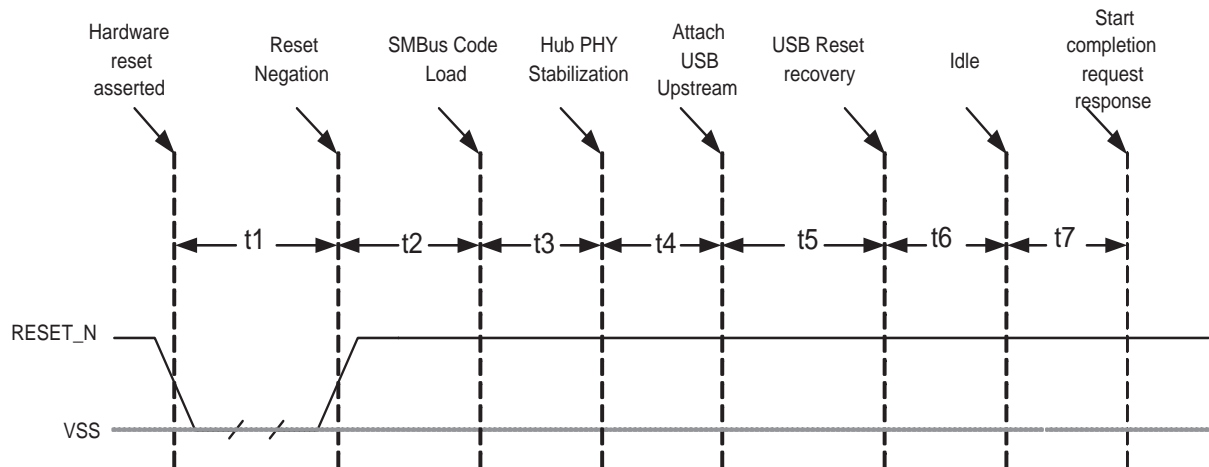 Hardware
reset
asserted
Reset
Negation
SMBus Code
Load
Hub PHY
Stabilization
Attach
USB
Upstream
USB Reset
recovery
Idle
Start
completion
request
response
t1
t2
t3
t4
t5
t6
t7
RESET_N
VSS